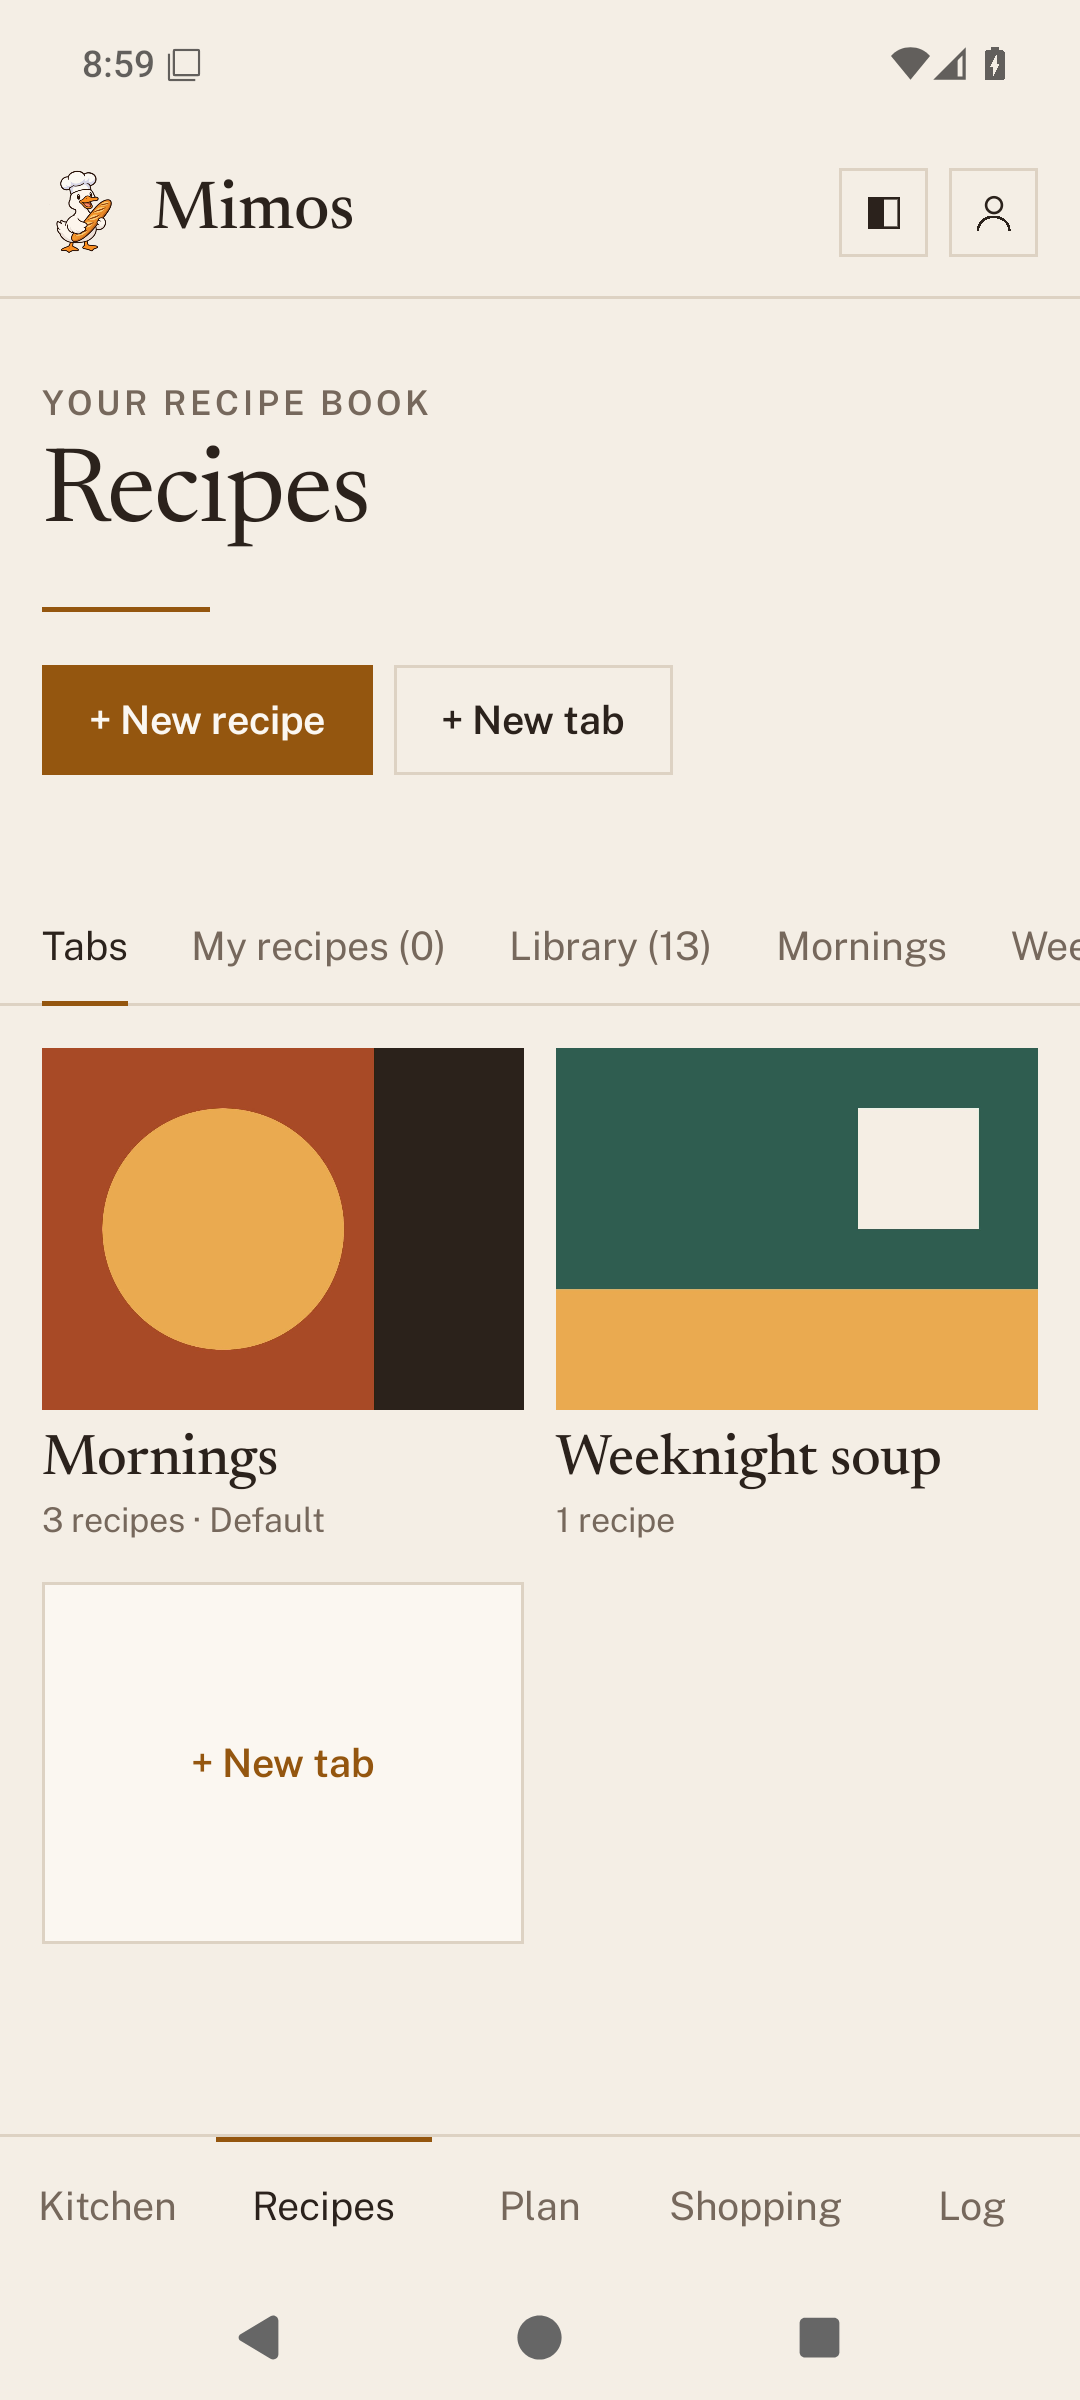 8:59
Mimos
YOUR RECIPE BOOK
Recipes
+ New recipe
+ New tab
Tabs
My recipes (0)
Library (13)
Mornings
Wee
Mornings
3 recipes · Default
Weeknight soup
1 recipe
+ New tab
Kitchen
Recipes
Plan
Shopping
Log